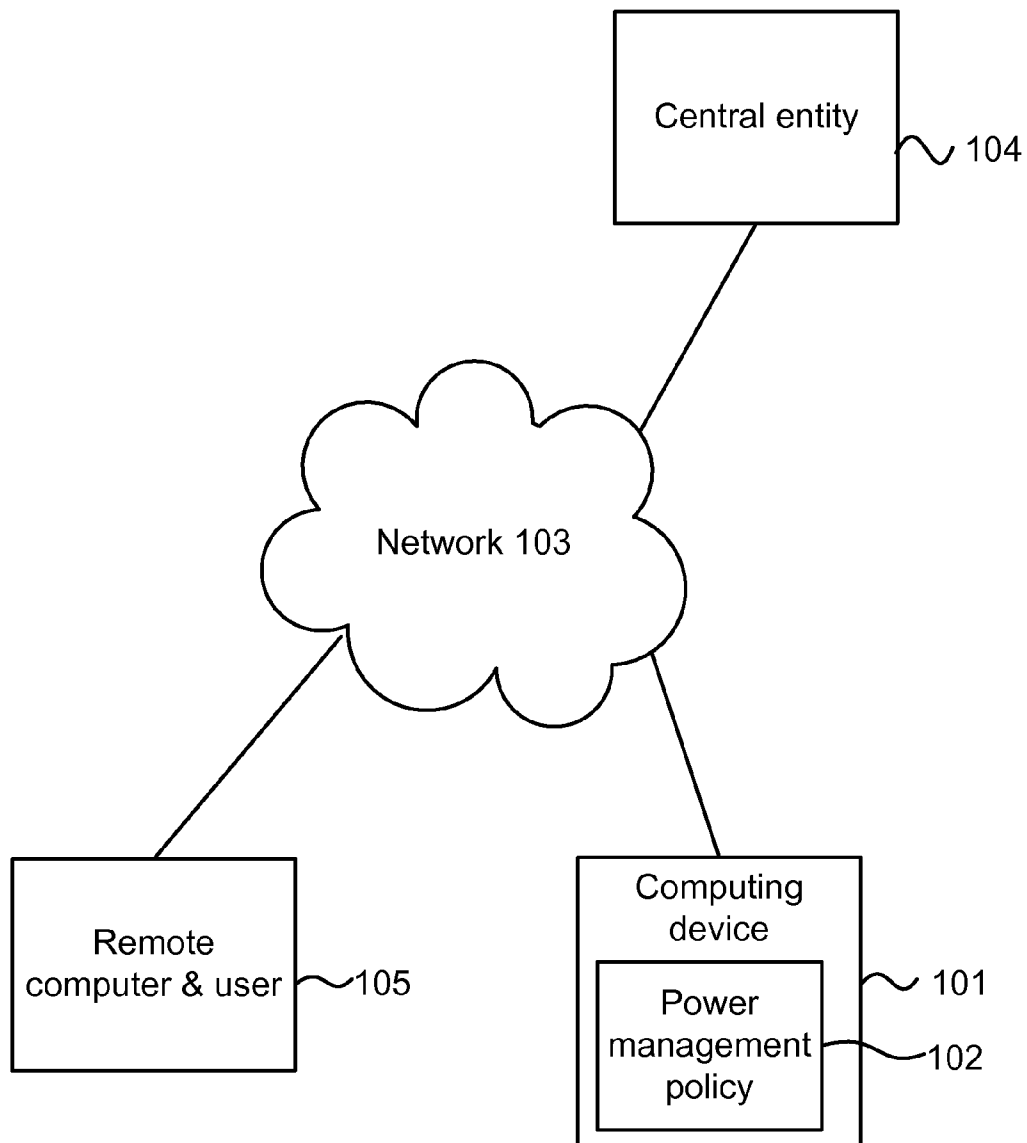 Central entity
104
Network 103
Remote
computer & user
105
Computing
device
101
Power
management
policy
102